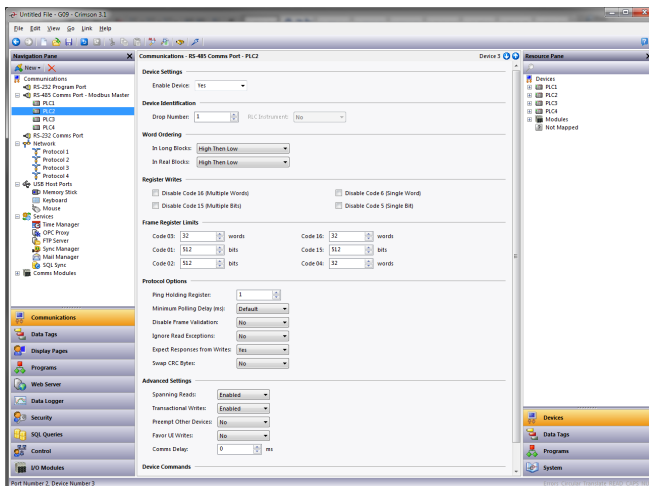 Untitled File - G09 - Crimson 3.1
File Edit View Go Link Help
Navigation Pane
New
Communications
RS-232 Program Port
RS-485 Comms Port - Modbus Master
PLC1
PLC2
PLC3
PLC4
RS-232 Comms Port
Network
Protocol 1
Protocol 2
Protocol 3
Protocol 4
USB Host Ports
Memory Stick
Keyboard
Mouse
Services
Time Manager
OPC Proxy
FTP Server
Sync Manager
Mail Manager
SQL Sync
Comms Modules
Communications
Data Tags
Display Pages
Programs
Web Server
Data Logger
Security
SQL Queries
Control
I/O Modules
Communications - RS-485 Comms Port - PLC2 Device 3
Device Settings
Enable Device: Yes
Device Identification
Drop Number: 1 RLC Instrument: No
Word Ordering
In Long Blocks: High Then Low
In Real Blocks: High Then Low
Register Writes
Disable Code 16 (Multiple Words) Disable Code 6 (Single Word)
Disable Code 15 (Multiple Bits) Disable Code 5 (Single Bit)
Frame Register Limits
Code 03: 32 words Code 16: 32 words
Code 01: 512 bits Code 15: 512 bits
Code 02: 512 bits Code 04: 32 words
Protocol Options
Ping Holding Register: 1
Minimum Polling Delay (ms): Default
Disable Frame Validation: No
Ignore Read Exceptions: No
Expect Responses from Writes: Yes
Swap CRC Bytes: No
Advanced Settings
Spanning Reads: Enabled
Transactional Writes: Enabled
Preempt Other Devices: No
Favor UI Writes: No
Comms Delay: 0 ms
Device Commands
Resource Pane
Devices
PLC1
PLC2
PLC3
PLC4
Modules
Not Mapped
Devices
Data Tags
Programs
System
Port Number 2, Device Number 3
Errors Circular Translate READ CAPS NUM